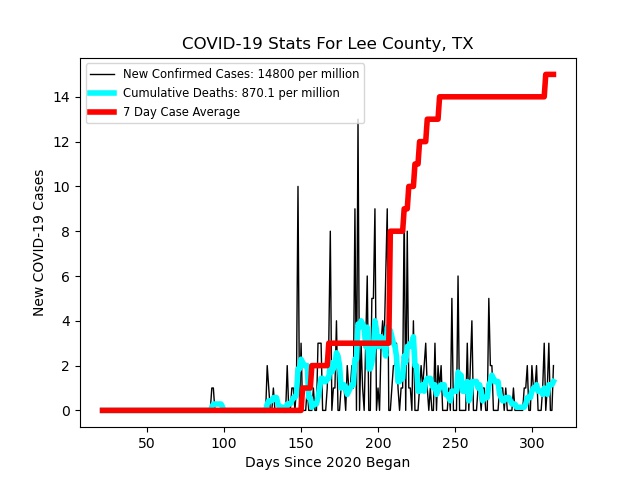 COVID-19 Stats For Lee County, TX
New Confirmed Cases: 14800 per million
Cumulative Deaths: 870.1 per million
7 Day Case Average
New COVID-19 Cases
14
12
10
8
6
4
2
0
50 100 150 200 250 300
Days Since 2020 Began